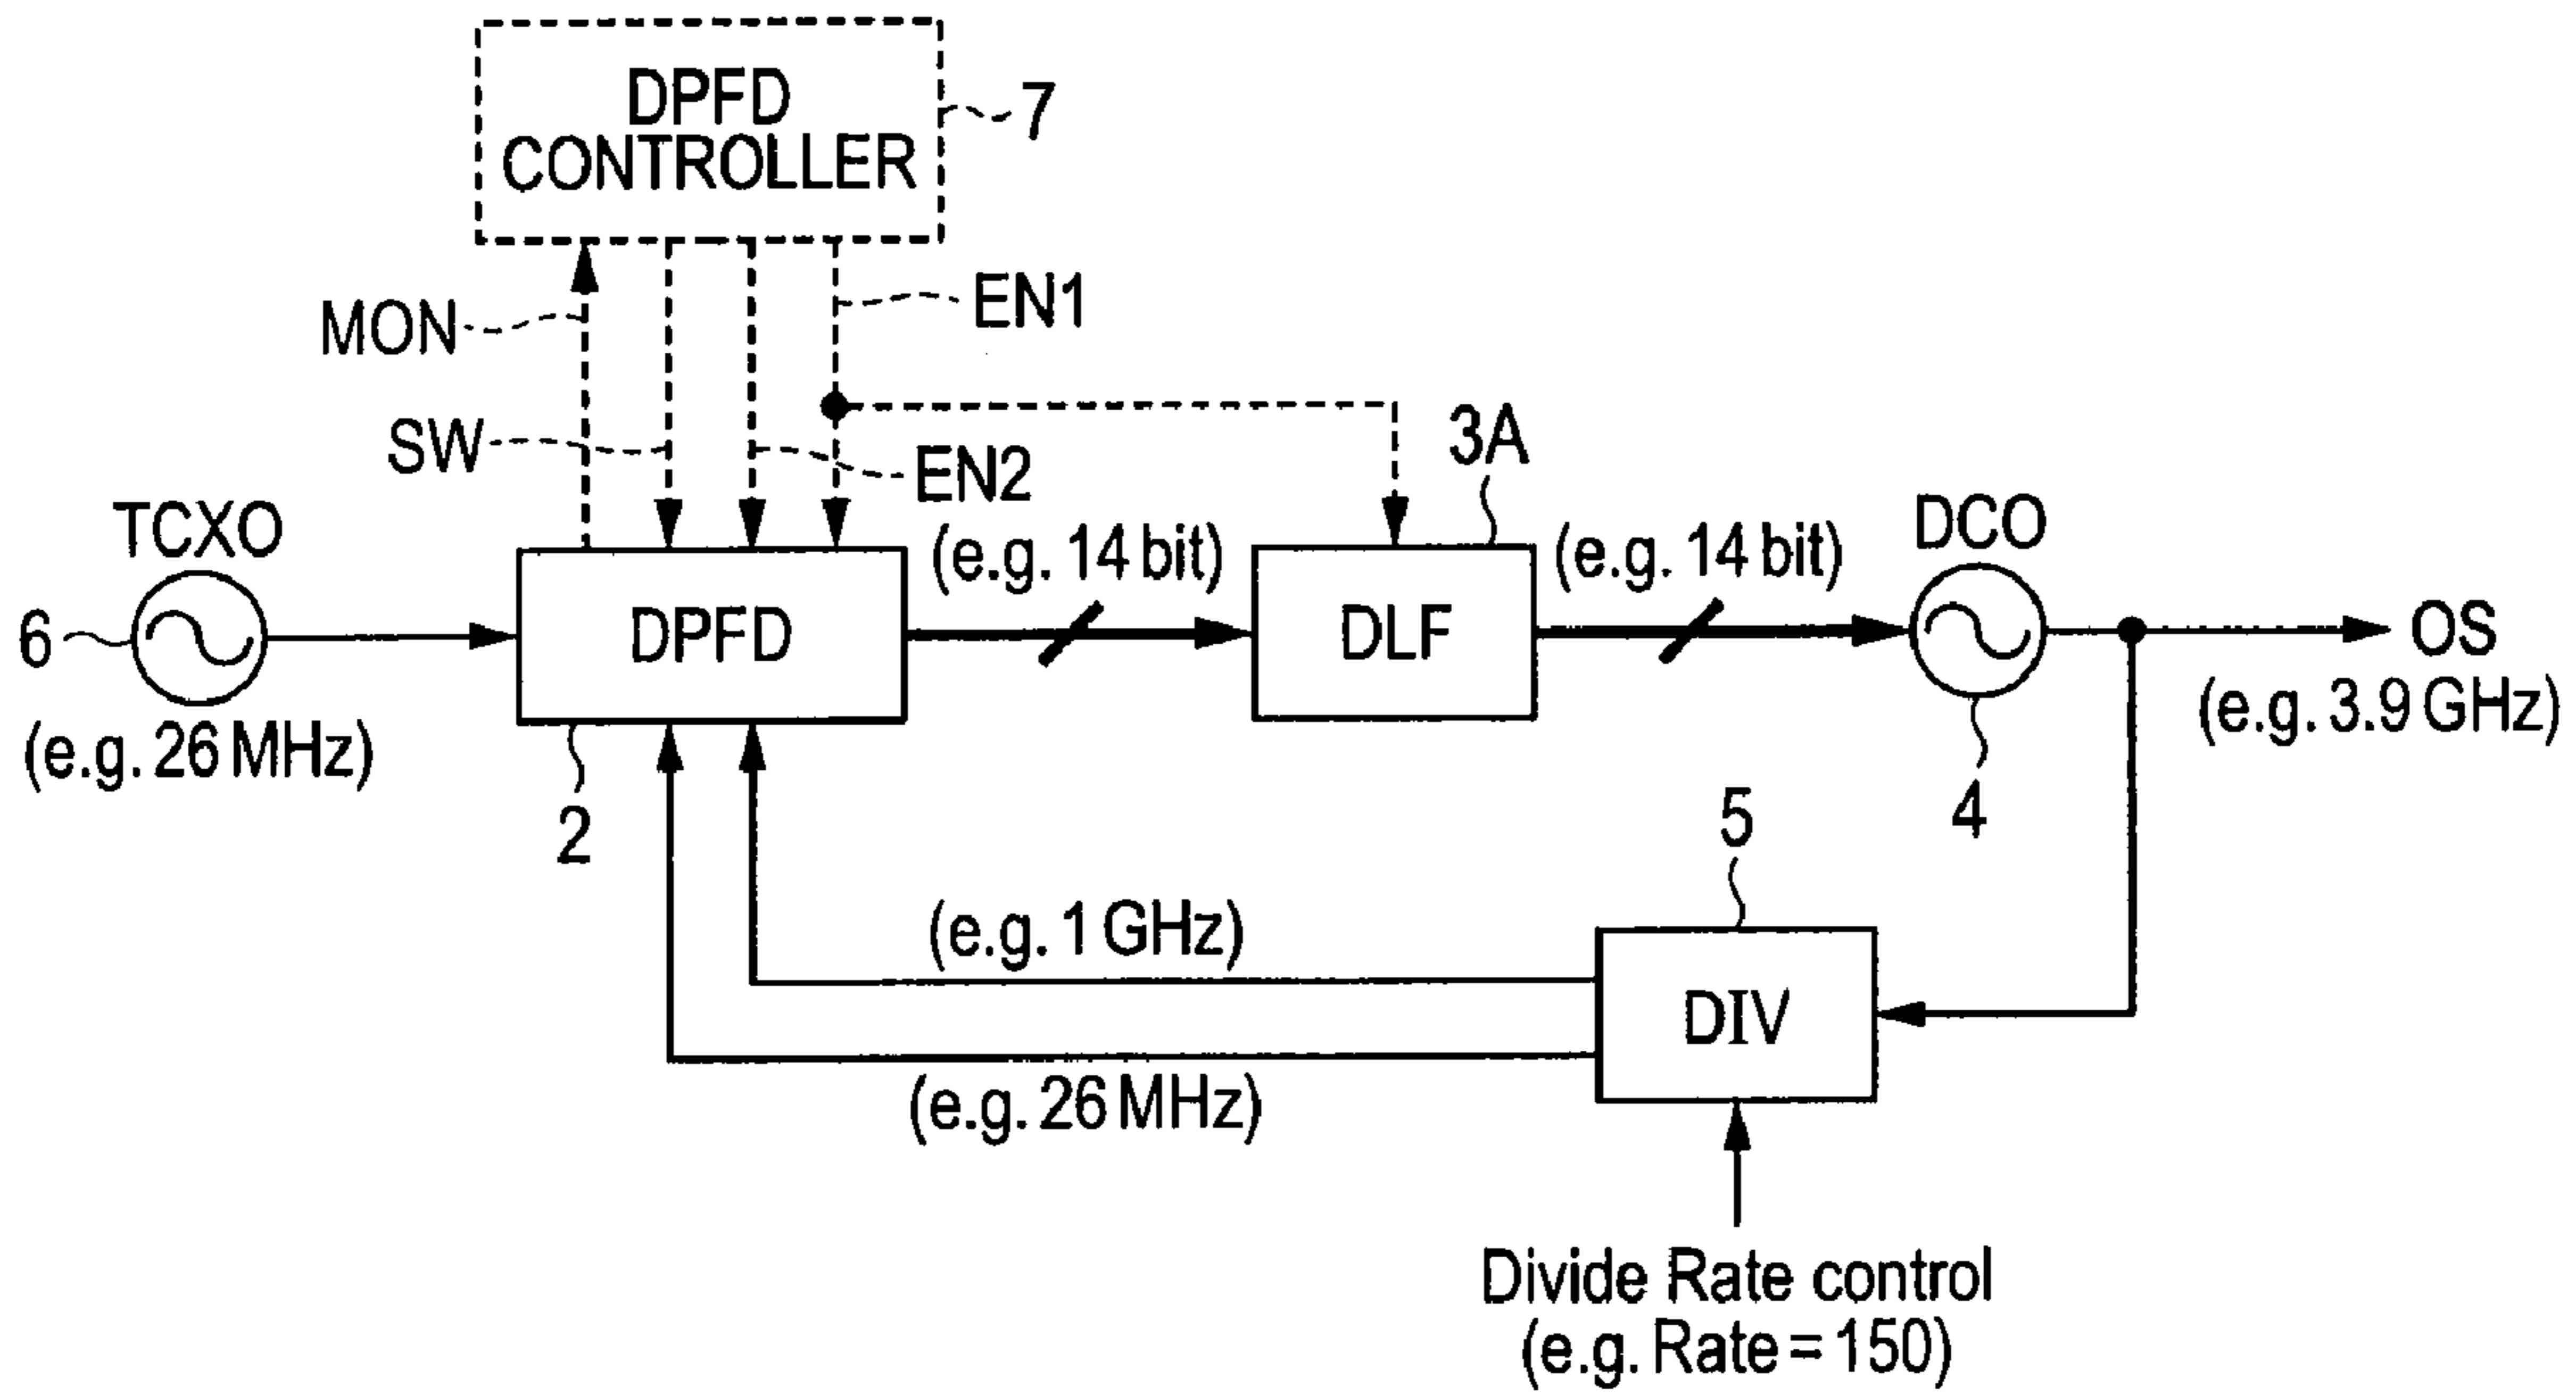 DPFD
CONTROLLER
7
MON
EN1
SW
EN2
3A
TCXO
(e.g. 14 bit)
(e.g. 14 bit)
DCO
6
DPFD
DLF
OS
(e.g. 26 MHz)
(e.g. 3.9 GHz)
2
4
5
(e.g. 1 GHz)
DIV
(e.g. 26 MHz)
Divide Rate control
(e.g. Rate = 150)